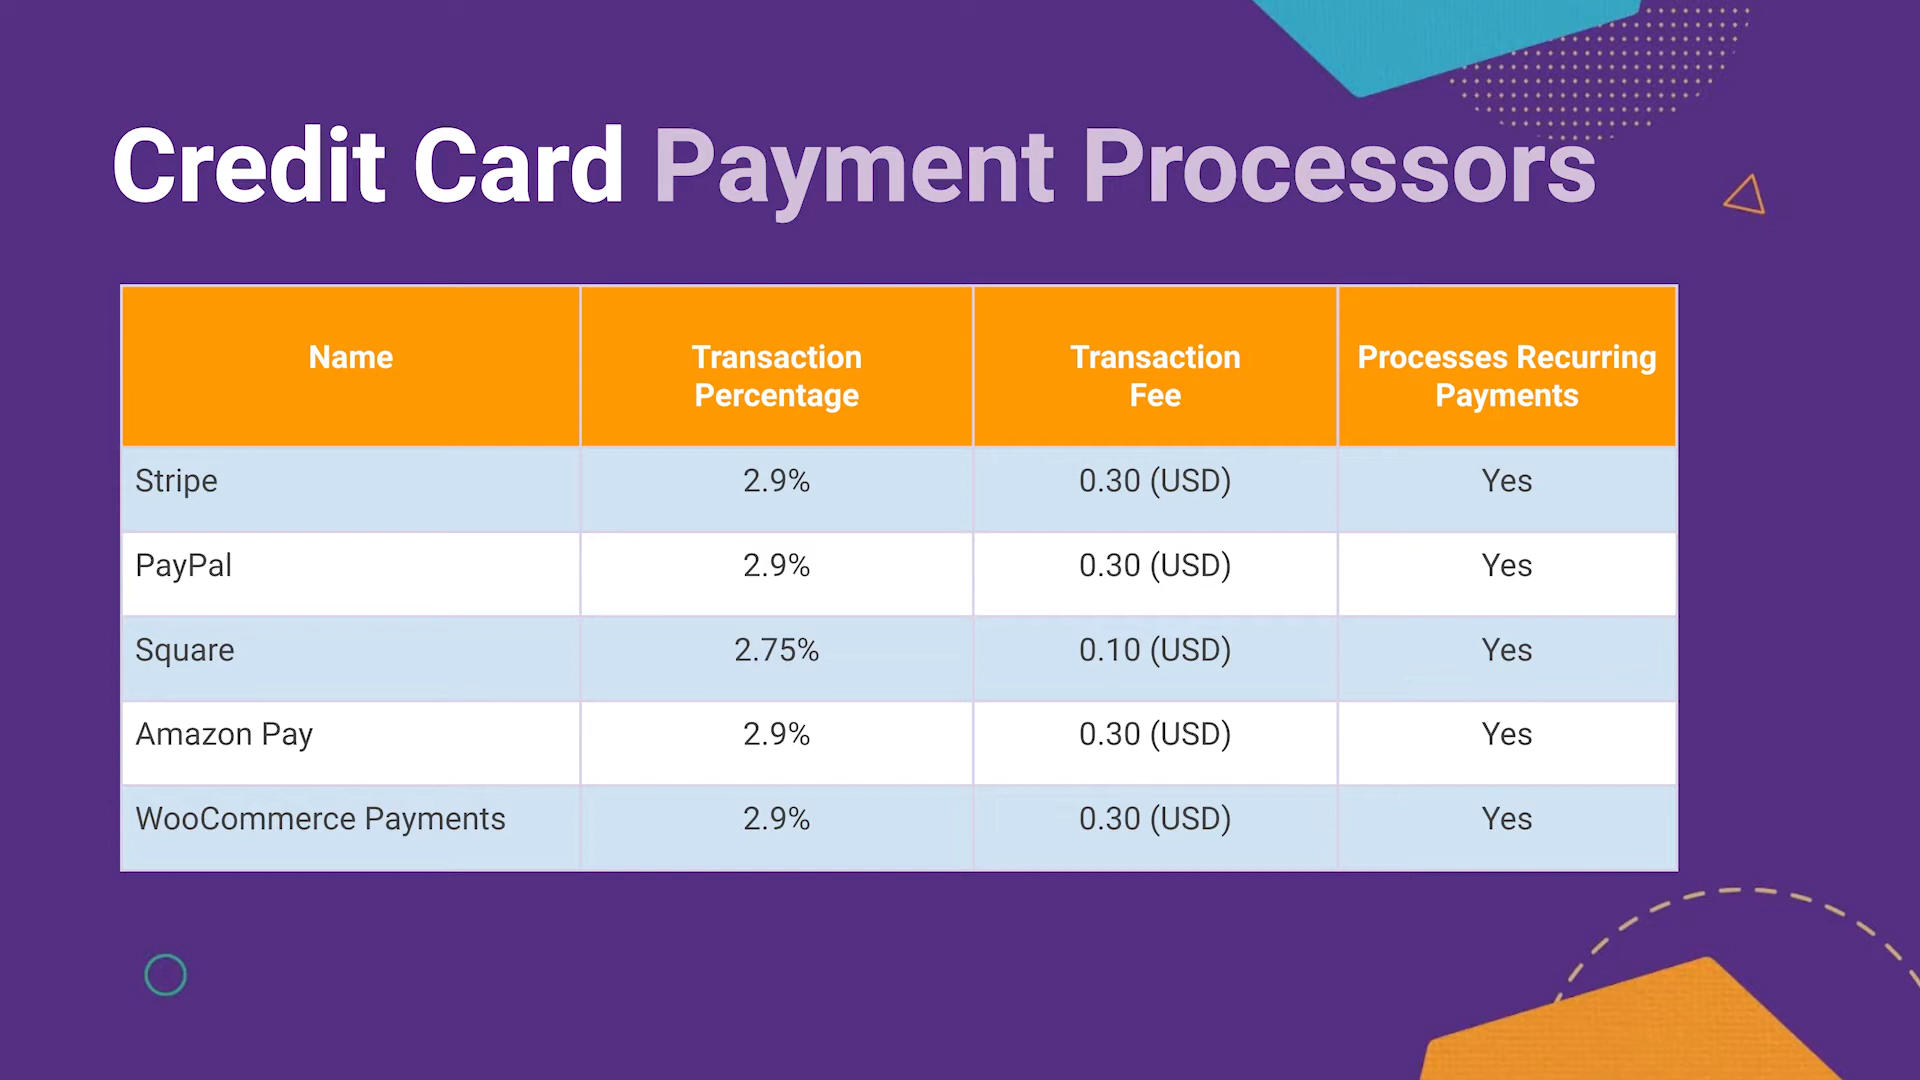 Credit Card Payment Processors
Name
Transaction
Percentage
Transaction
Fee
Processes Recurring
Payments
Stripe 2.9% 0.30 (USD) Yes
PayPal 2.9% 0.30 (USD) Yes
Square 2.75% 0.10 (USD) Yes
Amazon Pay 2.9% 0.30 (USD) Yes
WooCommerce Payments 2.9% 0.30 (USD) Yes